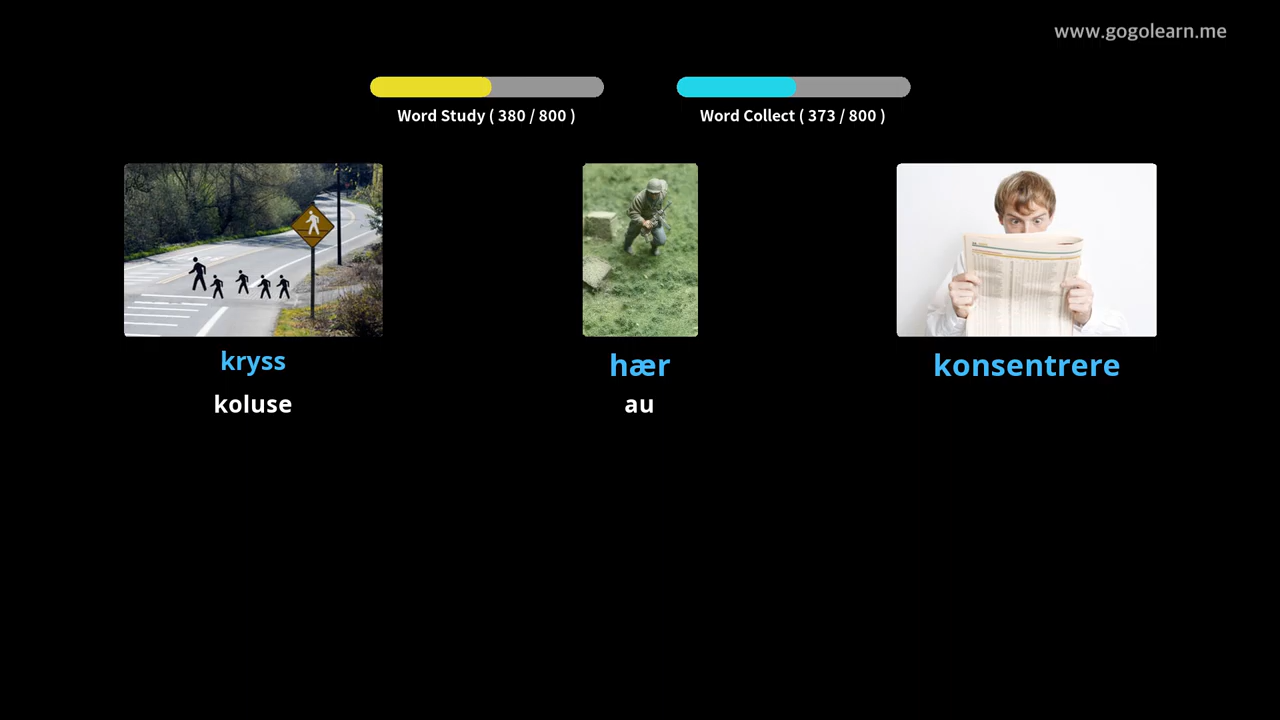 www.gogolearn.me
Word Study ( 380 / 800 )
Word Collect ( 373 / 800 )
kryss
hær
konsentrere
koluse
au